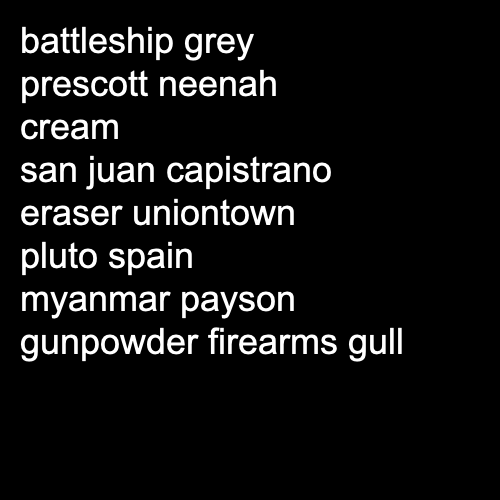 battleship grey
prescott neenah
cream
san juan capistrano
eraser uniontown
pluto spain
myanmar payson
gunpowder firearms gull